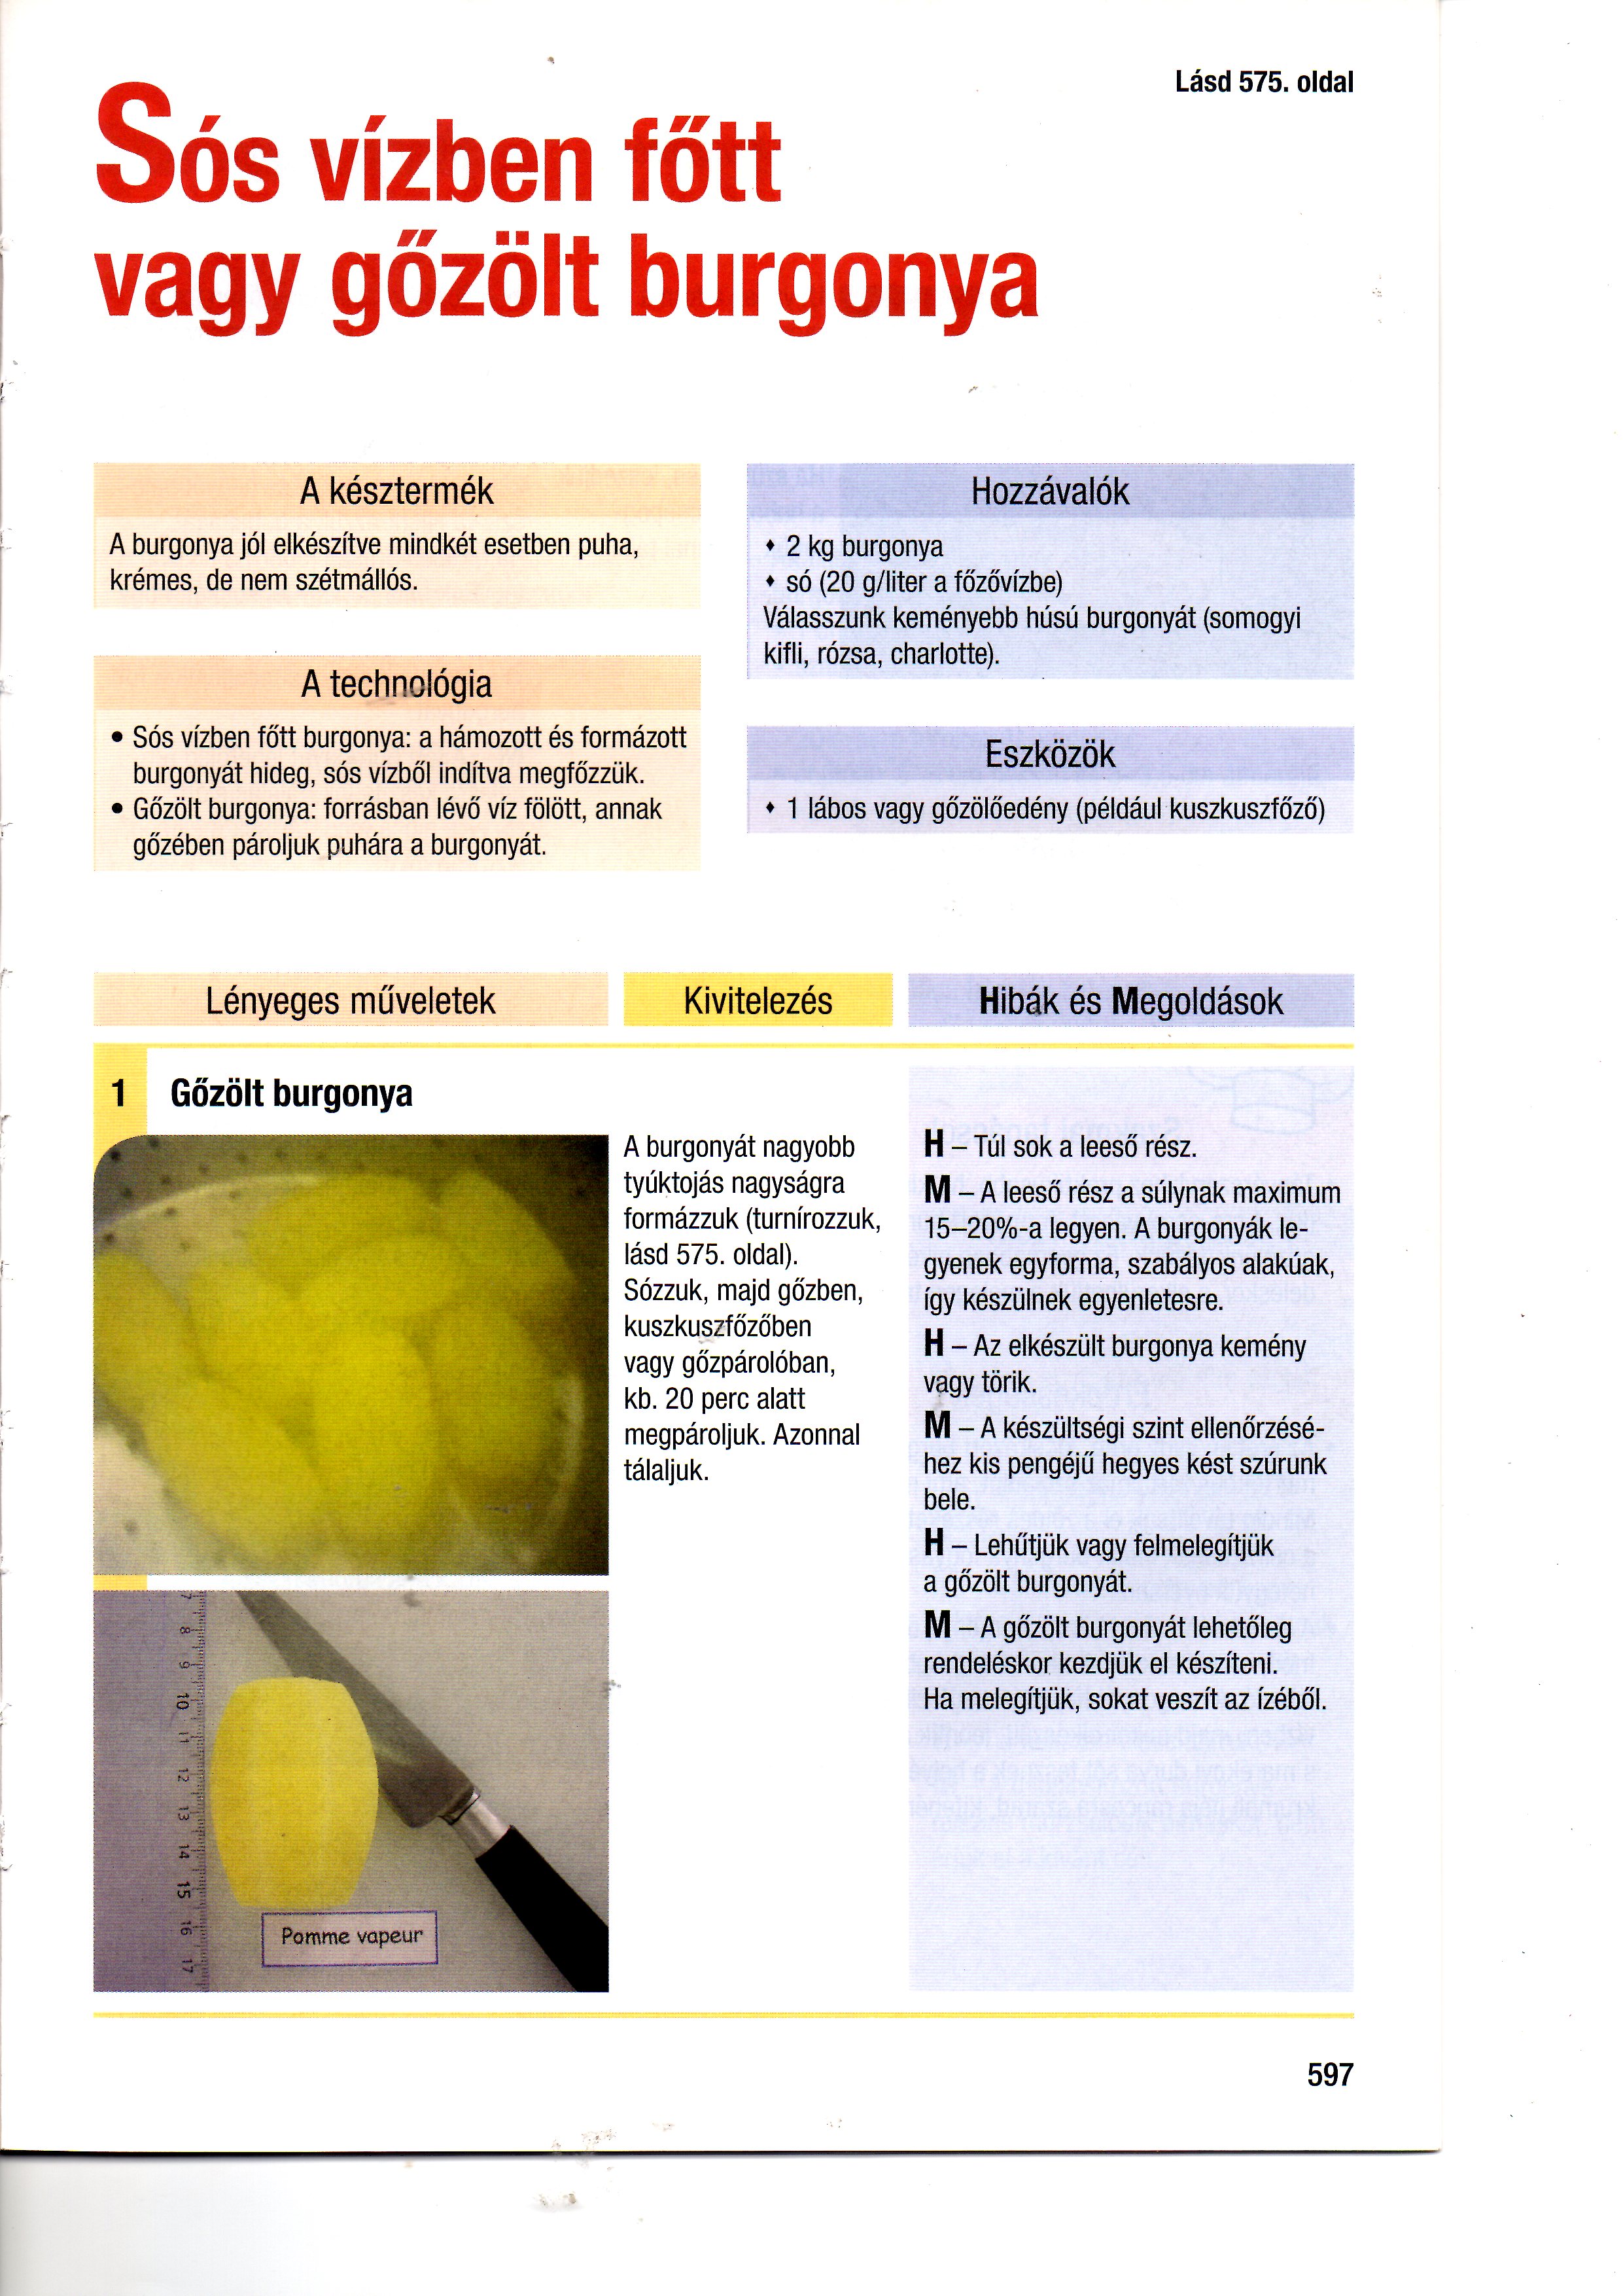 Lásd 575. oldal
Sós vízben főtt
vagy gőzölt burgonya
A késztermék
A burgonya jól elkészítve mindkét esetben puha,
krémes, de nem szétmállós.
A technológia
• Sós vízben főtt burgonya: a hámozott és formázott
burgonyát hideg, sós vízből indítva megfőzzük.
• Gőzölt burgonya: forrásban lévő víz fölött, annak
gőzében pároljuk puhára a burgonyát.
Hozzávalók
♦ 2 kg burgonya
♦ só (20 g/liter a főzővízbe)
Válasszunk keményebb húsú burgonyát (somogyi
kifli, rózsa, charlotte).
Eszközök
♦ 1 lábos vagy gőzölőedény (például kuszkuszfőző)
Lényeges műveletek
Kivitelezés
Hibák és Megoldások
1 Gőzölt burgonya
A burgonyát nagyobb
tyúktojás nagyságra
formázzuk (turnírozzuk,
lásd 575. oldal).
Sózzuk, majd gőzben,
kuszkuszfőzőben
vagy gőzpárolóban,
kb. 20 perc alatt
megpároljuk. Azonnal
tálaljuk.
H – Túl sok a leeső rész.
M – A leeső rész a súlynak maximum
15–20%-a legyen. A burgonyák le-
gyenek egyforma, szabályos alakúak,
így készülnek egyenletesre.
H – Az elkészült burgonya kemény
vagy törik.
M – A készültségi szint ellenőrzésé-
hez kis pengéjű hegyes kést szúrunk
bele.
H – Lehűtjük vagy felmelegítjük
a gőzölt burgonyát.
M – A gőzölt burgonyát lehetőleg
rendeléskor kezdjük el készíteni.
Ha melegítjük, sokat veszít az ízéből.
7
8
9
10
11
12
13
14
15
16
17
Pomme vapeur
597